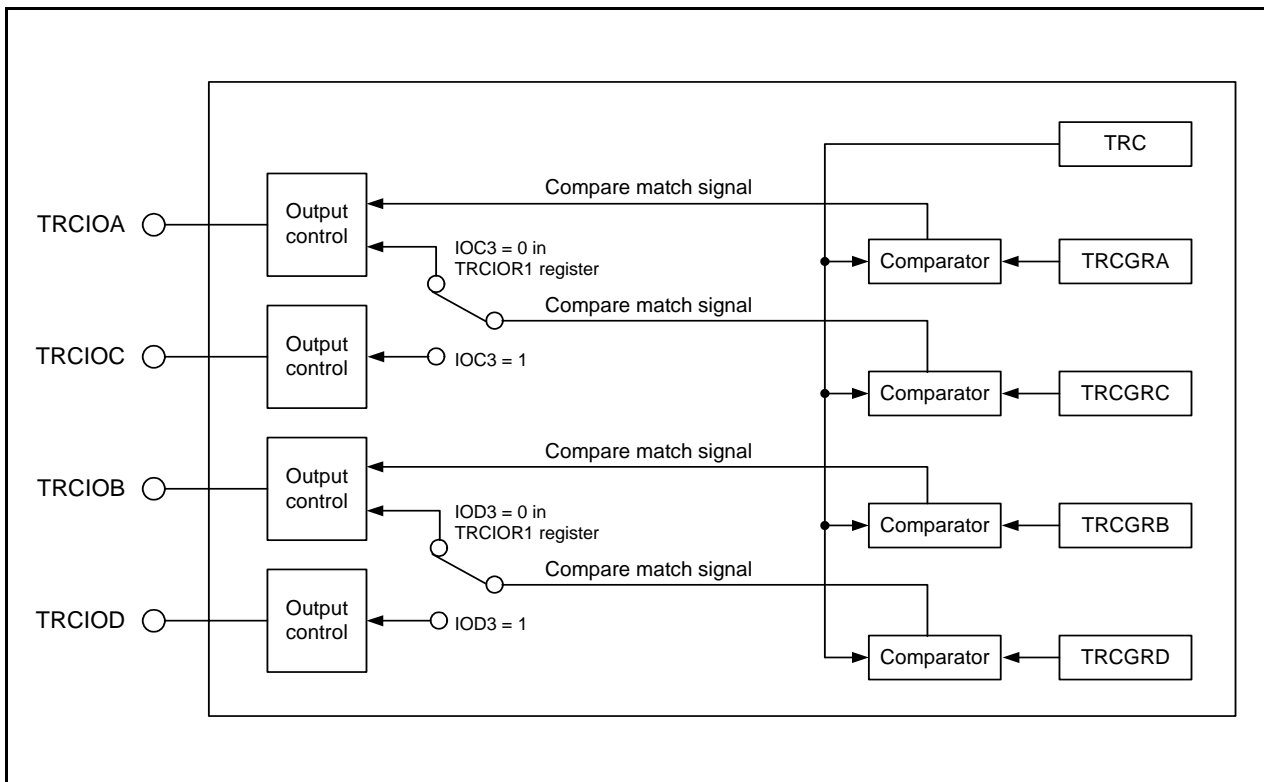 TRC
Compare match signal
Output
control
TRCIOA
IOC3 = 0 in
TRCIOR1 register
Comparator
TRCGRA
Compare match signal
Output
control
TRCIOC
IOC3 = 1
Comparator
TRCGRC
Compare match signal
Output
control
TRCIOB
IOD3 = 0 in
TRCIOR1 register
Comparator
TRCGRB
Compare match signal
Output
control
TRCIOD
IOD3 = 1
Comparator
TRCGRD